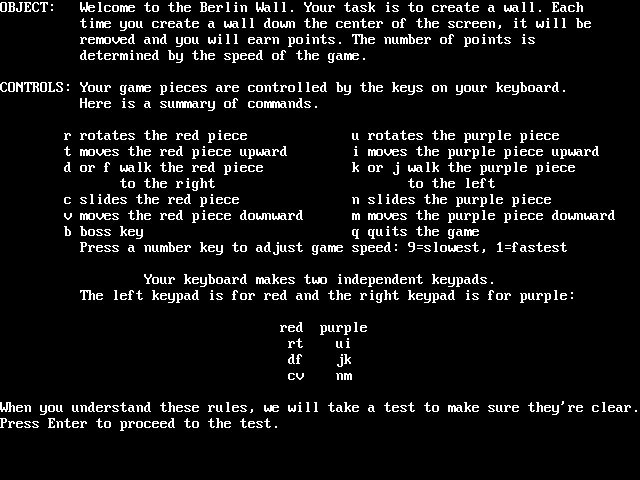 OBJECT: Welcome to the Berlin Wall. Your task is to create a wall. Each
time you create a wall down the center of the screen, it will be
removed and you will earn points. The number of points is
determined by the speed of the game.
CONTROLS: Your game pieces are controlled by the keys on your keyboard.
Here is a summary of commands.
r rotates the red piece u rotates the purple piece
t moves the red piece upward i moves the purple piece upward
d or f walk the red piece k or j walk the purple piece
to the right to the left
c slides the red piece n slides the purple piece
v moves the red piece downward m moves the purple piece downward
b boss key q quits the game
Press a number key to adjust game speed: 9=slowest, 1=fastest
Your keyboard makes two independent keypads.
The left keypad is for red and the right keypad is for purple:
red purple
rt ui
df jk
cv nm
When you understand these rules, we will take a test to make sure they're clear.
Press Enter to proceed to the test.